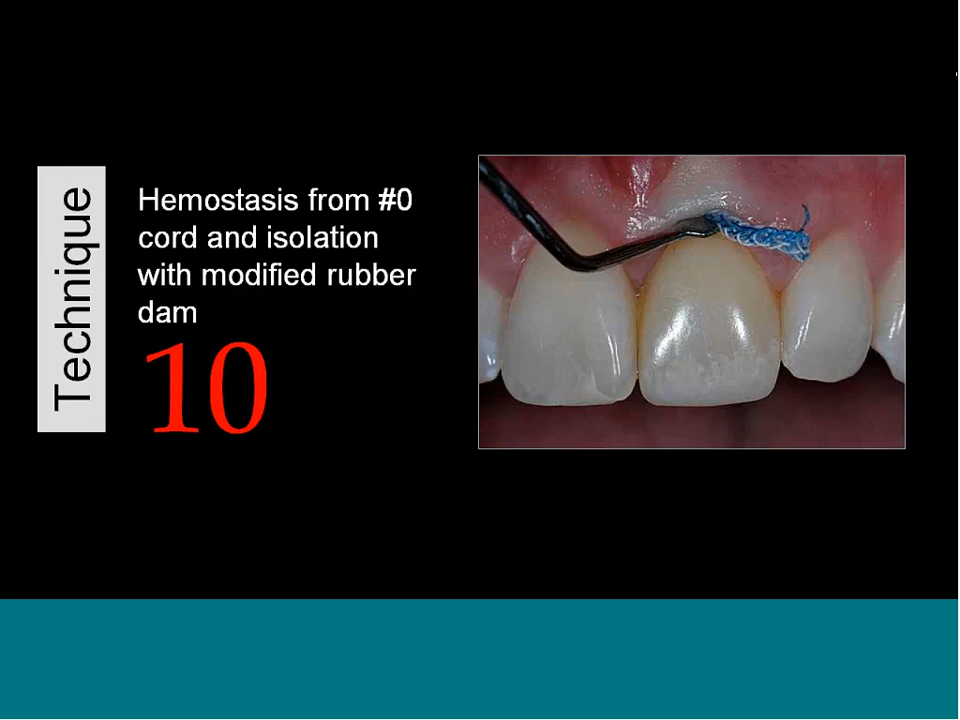 Technique
Hemostasis from #0
cord and isolation
with modified rubber
dam
10